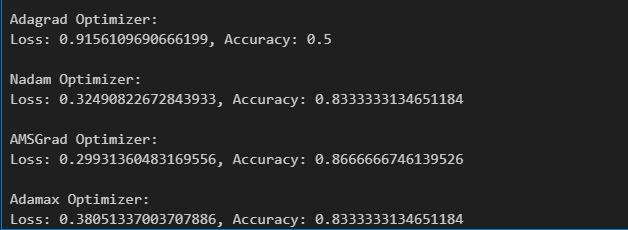 Adagrad Optimizer:
Loss: 0.9156109690666199, Accuracy: 0.5
Nadam Optimizer:
Loss: 0.32490822672843933, Accuracy: 0.8333333134651184
AMSGrad Optimizer:
Loss: 0.29931360483169556, Accuracy: 0.8666666746139526
Adamax Optimizer:
Loss: 0.38051337003707886, Accuracy: 0.8333333134651184